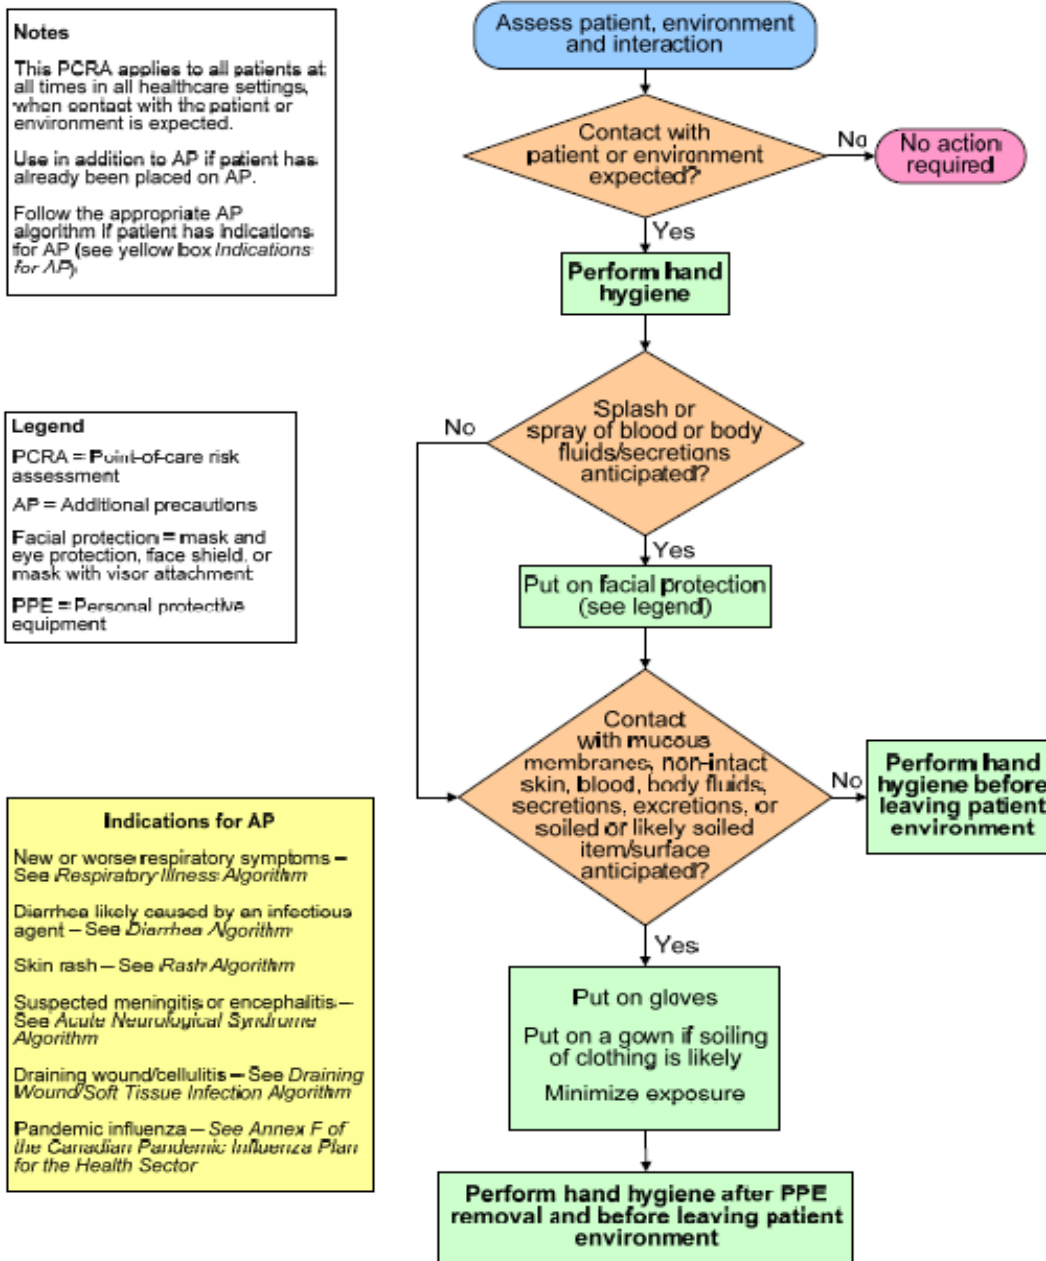 Notes
This PCRA applies to all patients at
all times in all healthcare settings,
when contact with the patient or
environment is expected.
Use in addition to AP if patient has
already been placed on AP.
Follow the appropriate AP
algorithm if patient has indications
for AP (see yellow box Indications
for AP)
Legend
PCRA = Point-of-care risk
assessment
AP = Additional precautions
Facial protection = mask and
eye protection, face shield, or
mask with visor attachment
PPE = Personal protective
equipment
Indications for AP
New or worse respiratory symptoms –
See Respiratory Illness Algorithm
Diarrhea likely caused by an infectious
agent – See Diarrhea Algorithm
Skin rash – See Rash Algorithm
Suspected meningitis or encephalitis –
See Acute Neurological Syndrome
Algorithm
Draining wound/cellulitis – See Draining
Wound/Soft Tissue Infection Algorithm
Pandemic influenza – See Annex F of
the Canadian Pandemic Influenza Plan
for the Health Sector
Assess patient, environment
and interaction
Contact with
patient or environment
expected?
No
No action
required
Yes
Perform hand
hygiene
Splash or
spray of blood or body
fluids/secretions
anticipated?
No
Yes
Put on facial protection
(see legend)
Contact
with mucous
membranes, non-intact
skin, blood, body fluids,
secretions, excretions, or
soiled or likely soiled
item/surface
anticipated?
No
Perform hand
hygiene before
leaving patient
environment
Yes
Put on gloves
Put on a gown if soiling
of clothing is likely
Minimize exposure
Perform hand hygiene after PPE
removal and before leaving patient
environment